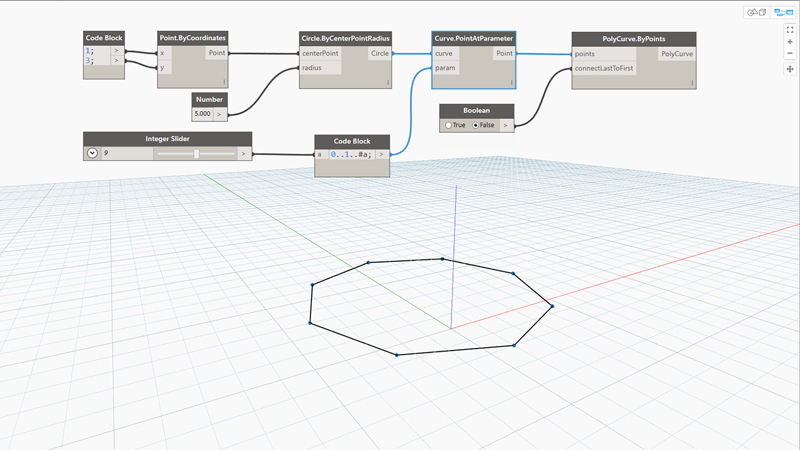 Code Block
1; >
3; >
Point.ByCoordinates
x Point
y
Circle.ByCenterPointRadius
centerPoint Circle
radius
Curve.PointAtParameter
curve Point
param
PolyCurve.ByPoints
points PolyCurve
connectLastToFirst
Number
5.000 >
Boolean
True False >
Integer Slider
9 >
Code Block
a 0..1..#a; >